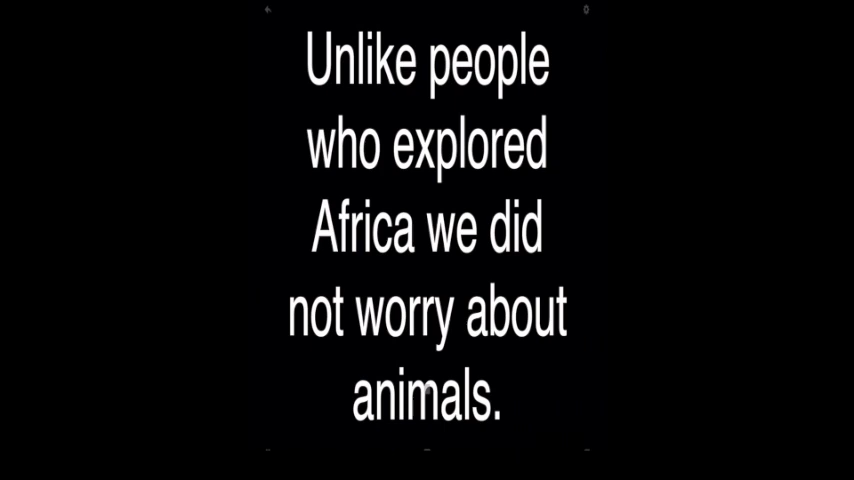 Unlike people
who explored
Africa we did
not worry about
animals.